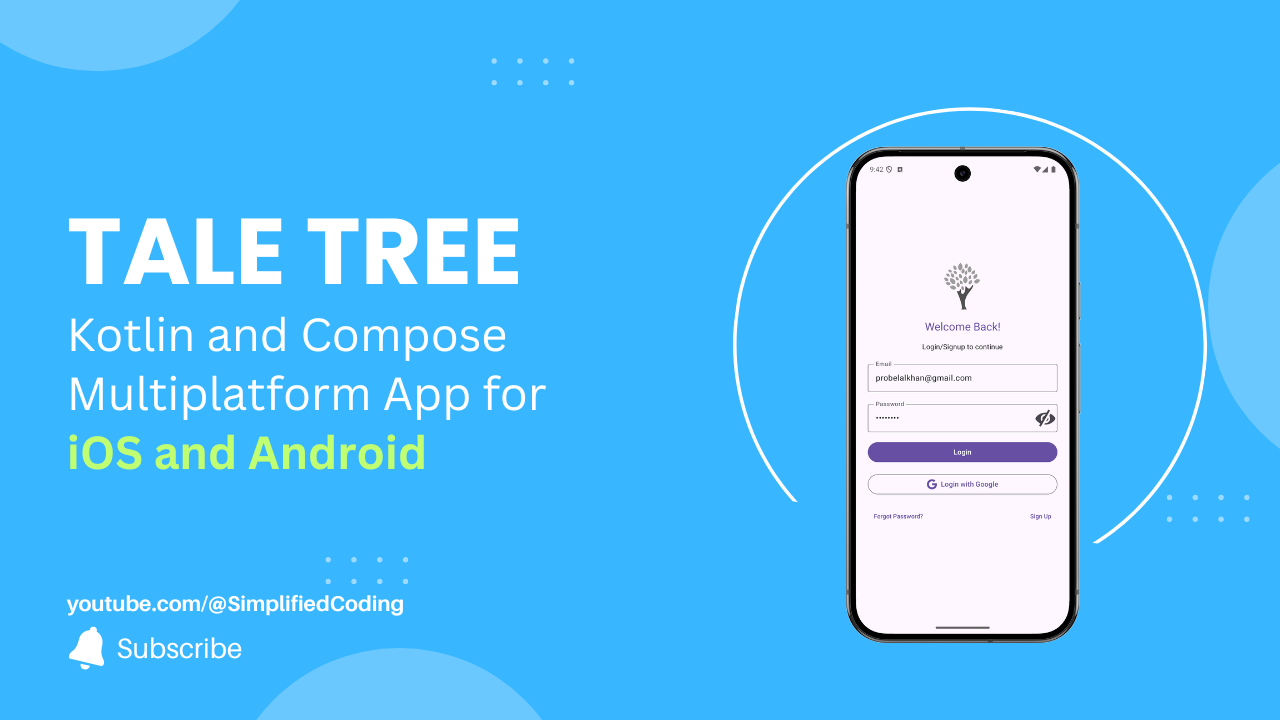 TALE TREE
Kotlin and Compose
Multiplatform App for
iOS and Android
youtube.com/@SimplifiedCoding
Subscribe
9:42
Welcome Back!
Login/Signup to continue
Email
probelalkhan@gmail.com
Password
••••••••
Login
G Login with Google
Forgot Password?
Sign Up